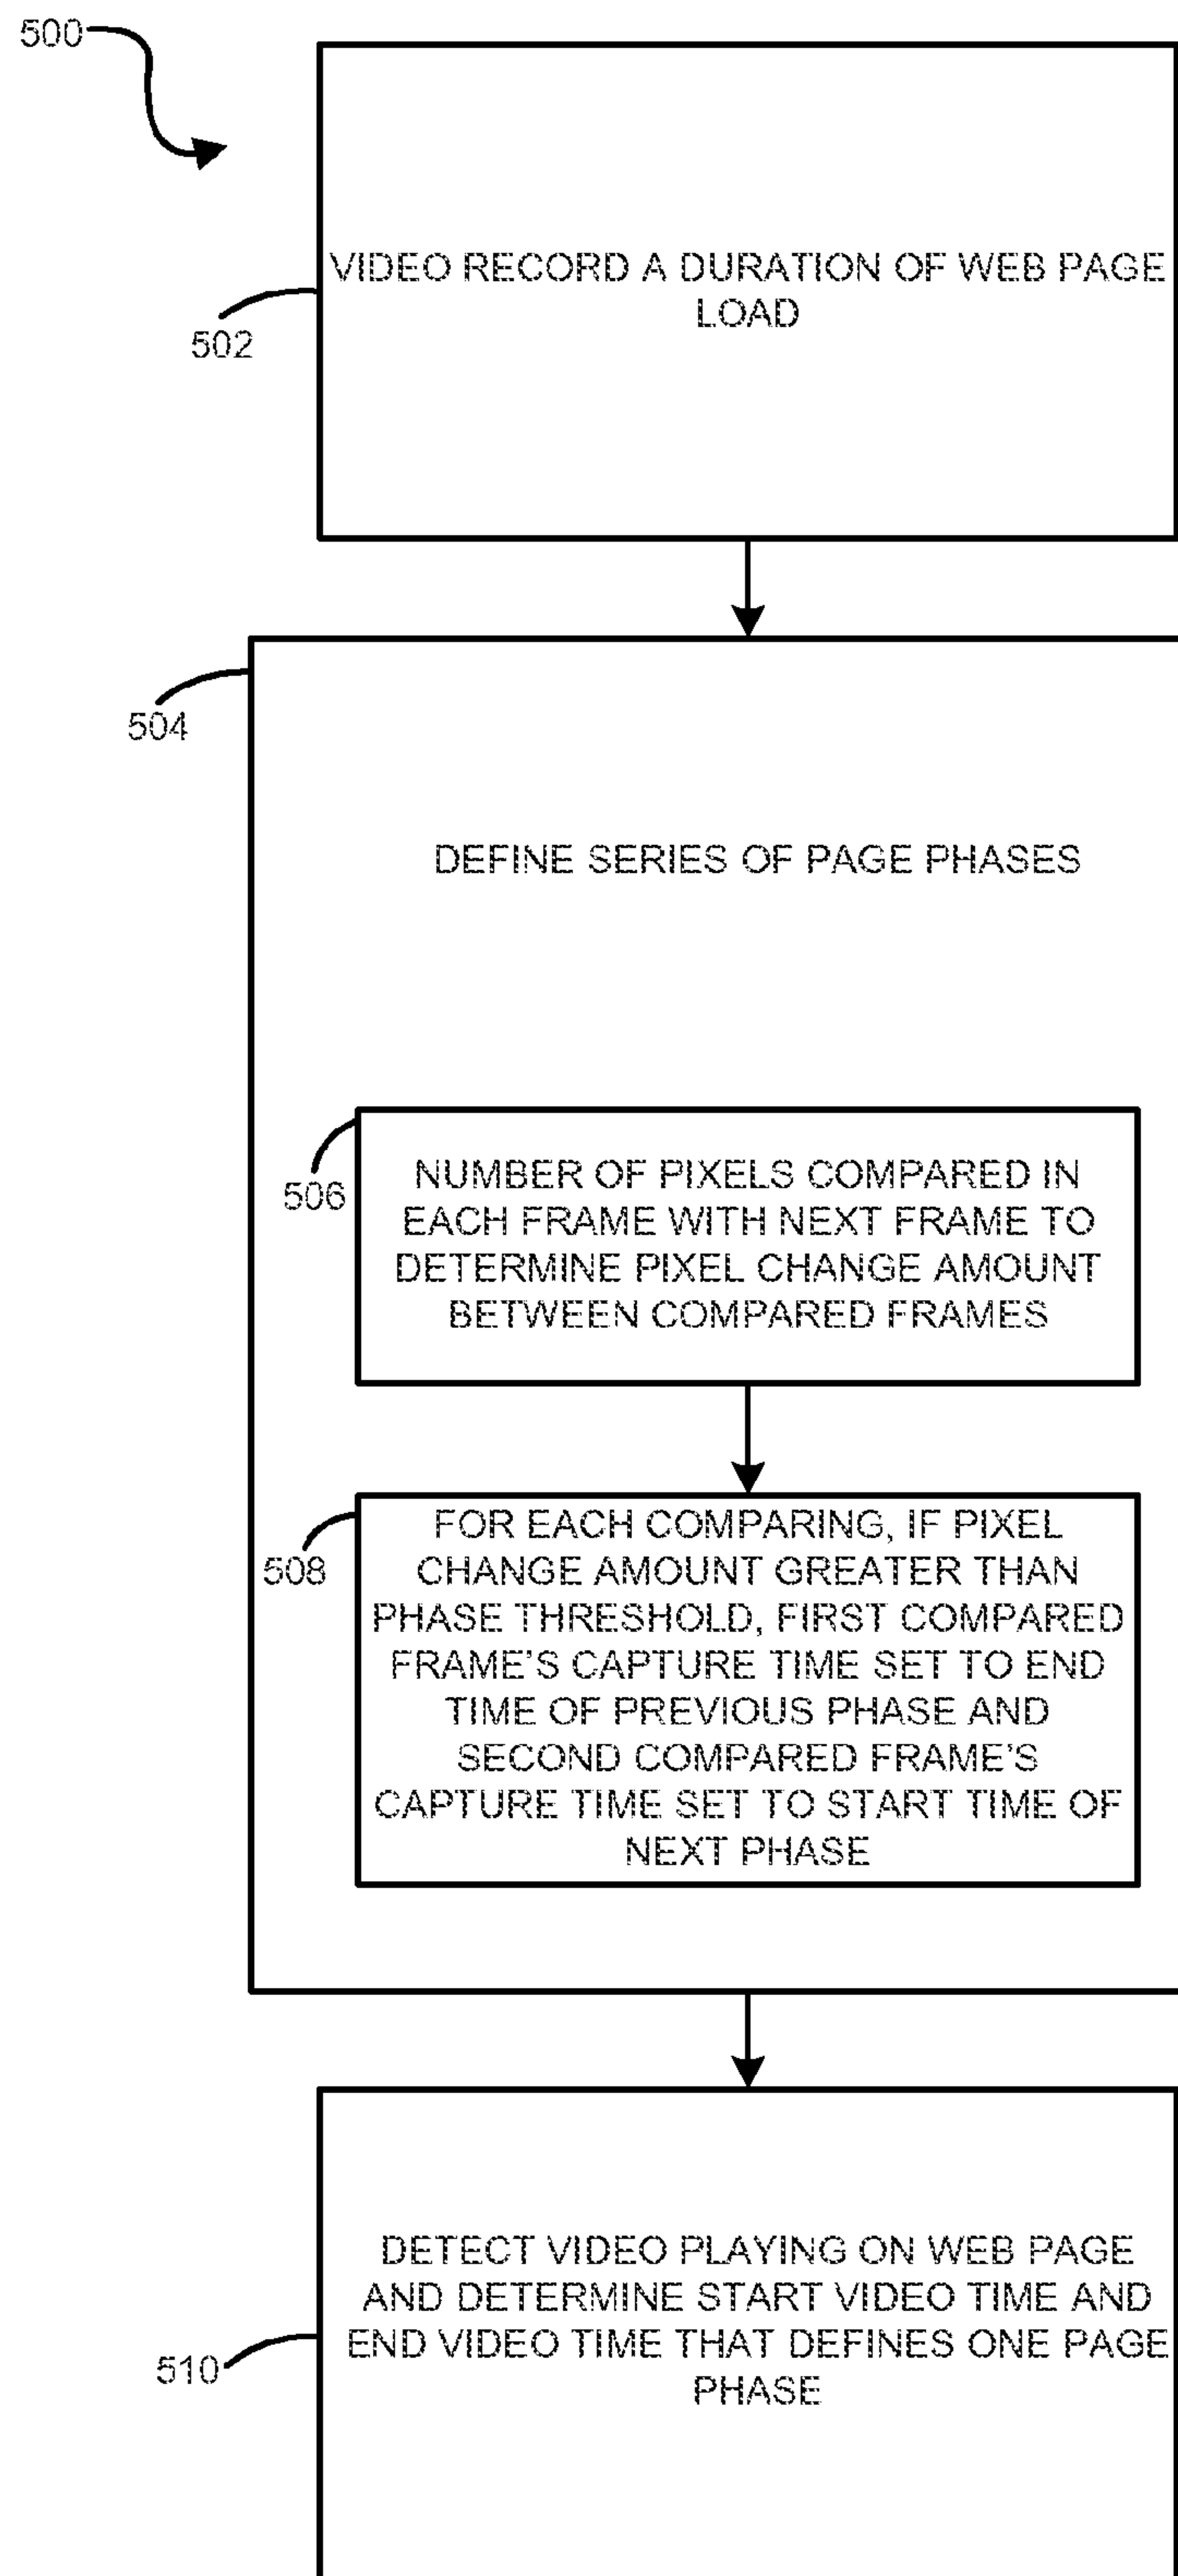 500
VIDEO RECORD A DURATION OF WEB PAGE
LOAD
502
504
DEFINE SERIES OF PAGE PHASES
506
NUMBER OF PIXELS COMPARED IN
EACH FRAME WITH NEXT FRAME TO
DETERMINE PIXEL CHANGE AMOUNT
BETWEEN COMPARED FRAMES
508
FOR EACH COMPARING, IF PIXEL
CHANGE AMOUNT GREATER THAN
PHASE THRESHOLD, FIRST COMPARED
FRAME'S CAPTURE TIME SET TO END
TIME OF PREVIOUS PHASE AND
SECOND COMPARED FRAME'S
CAPTURE TIME SET TO START TIME OF
NEXT PHASE
DETECT VIDEO PLAYING ON WEB PAGE
AND DETERMINE START VIDEO TIME AND
END VIDEO TIME THAT DEFINES ONE PAGE
PHASE
510